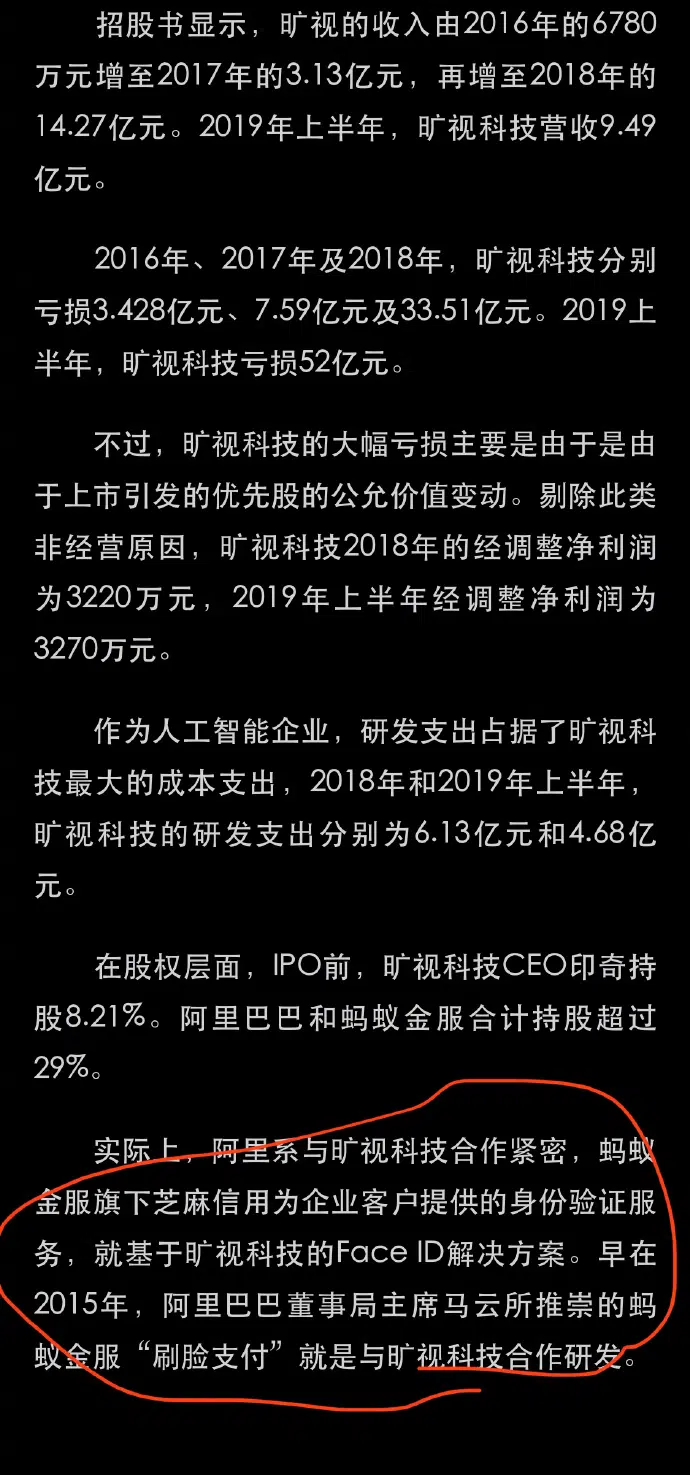 招股书显示，旷视的收入由2016年的6780
万元增至2017年的3.13亿元，再增至2018年的
14.27亿元。2019年上半年，旷视科技营收9.49
亿元。
2016年、2017年及2018年，旷视科技分别
亏损3.428亿元、7.59亿元及33.51亿元。2019上
半年，旷视科技亏损52亿元。
不过，旷视科技的大幅亏损主要是由于是由
于上市引发的优先股的公允价值变动。剔除此类
非经营原因，旷视科技2018年的经调整净利润
为3220万元，2019年上半年经调整净利润为
3270万元。
作为人工智能企业，研发支出占据了旷视科
技最大的成本支出，2018年和2019年上半年，
旷视科技的研发支出分别为6.13亿元和4.68亿
元。
在股权层面，IPO前，旷视科技CEO印奇持
股8.21%。阿里巴巴和蚂蚁金服合计持股超过
29%。
实际上，阿里系与旷视科技合作紧密，蚂蚁
金服旗下芝麻信用为企业客户提供的身份验证服
务，就基于旷视科技的Face ID解决方案。早在
2015年，阿里巴巴董事局主席马云所推崇的蚂
蚁金服“刷脸支付”就是与旷视科技合作研发。